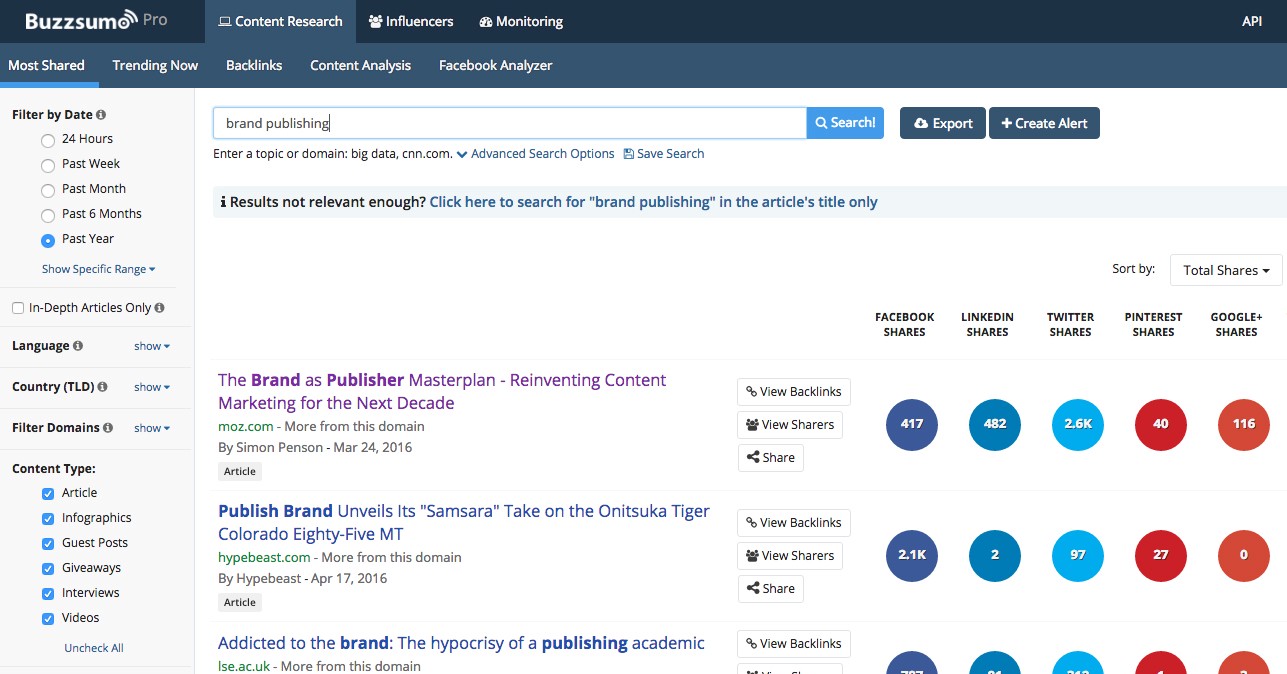 Buzzsumo Pro
Content Research
Influencers
Monitoring
API
Most Shared
Trending Now
Backlinks
Content Analysis
Facebook Analyzer
Filter by Date
24 Hours
Past Week
Past Month
Past 6 Months
Past Year
Show Specific Range
In-Depth Articles Only
Language show
Country (TLD) show
Filter Domains show
Content Type:
Article
Infographics
Guest Posts
Giveaways
Interviews
Videos
Uncheck All
brand publishing
Search!
Export
Create Alert
Enter a topic or domain: big data, cnn.com. Advanced Search Options Save Search
Results not relevant enough? Click here to search for "brand publishing" in the article's title only
Sort by: Total Shares
FACEBOOK SHARES
LINKEDIN SHARES
TWITTER SHARES
PINTEREST SHARES
GOOGLE+ SHARES
The Brand as Publisher Masterplan - Reinventing Content
Marketing for the Next Decade
moz.com - More from this domain
By Simon Penson - Mar 24, 2016
Article
View Backlinks
View Sharers
Share
417 482 2.6K 40 116
Publish Brand Unveils Its "Samsara" Take on the Onitsuka Tiger
Colorado Eighty-Five MT
hypebeast.com - More from this domain
By Hypebeast - Apr 17, 2016
Article
View Backlinks
View Sharers
Share
2.1K 2 97 27 0
Addicted to the brand: The hypocrisy of a publishing academic
lse.ac.uk - More from this domain
View Backlinks